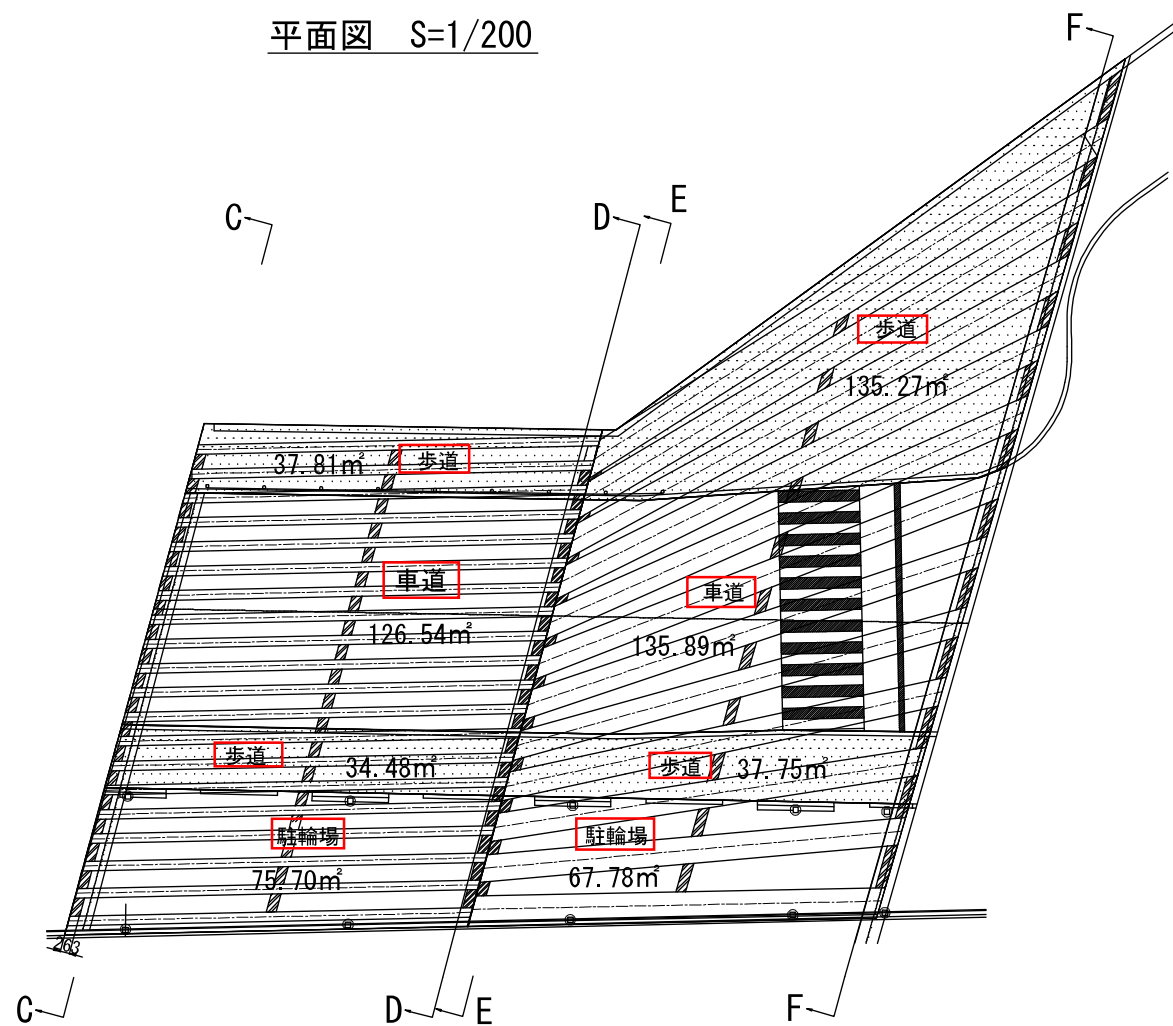 平面図 S=1/200
F
C
D
E
歩道
135.27㎡
37.81㎡
歩道
車道
126.54㎡
車道
135.89㎡
歩道
34.48㎡
歩道
37.75㎡
駐輪場
75.70㎡
駐輪場
67.78㎡
263
C
D
E
F